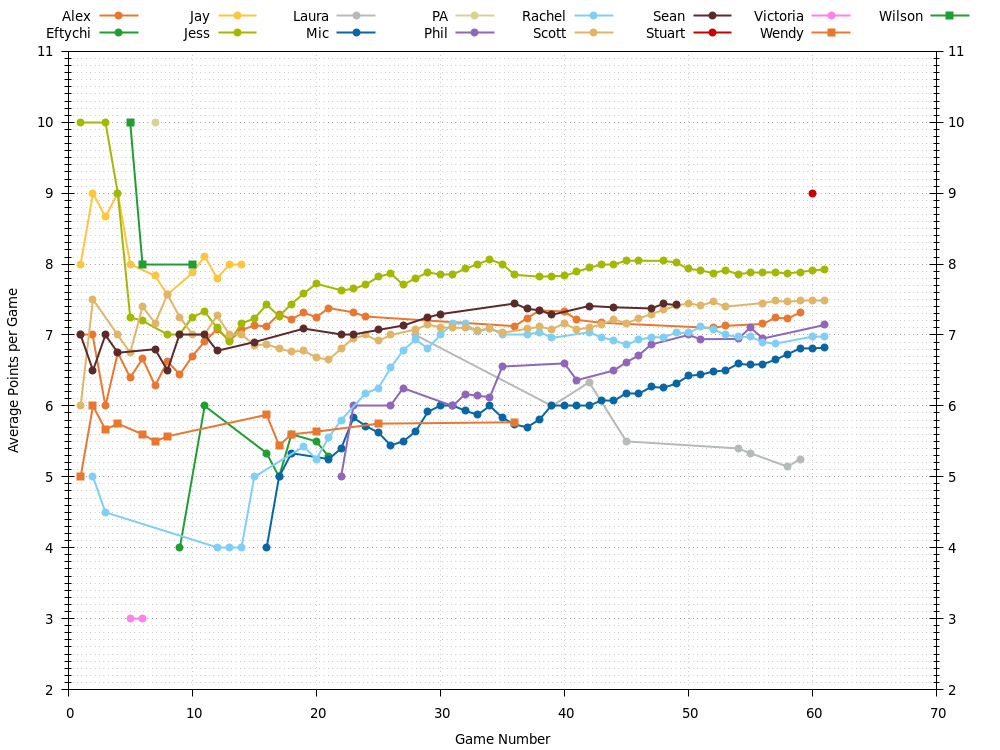 Alex Jay Laura PA Rachel Sean Victoria Wilson
Eftychi Jess Mic Phil Scott Stuart Wendy
11 11
10 10
9 9
8 8
7 7
6 6
5 5
4 4
3 3
2 2
Average Points per Game
0 10 20 30 40 50 60 70
Game Number